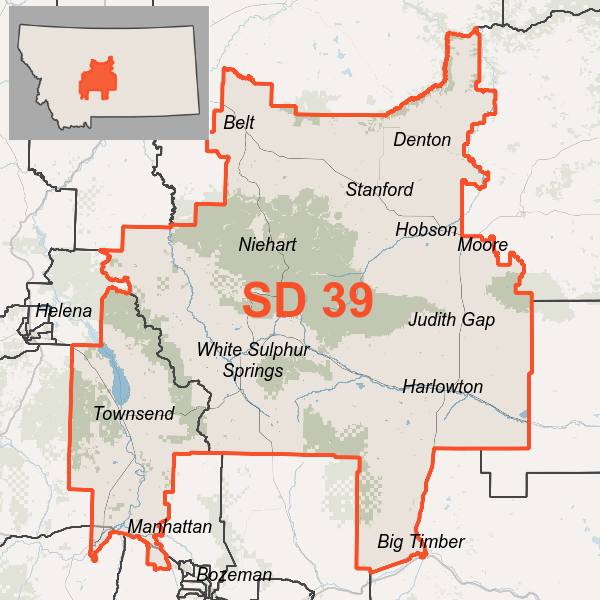 Belt
Denton
Stanford
Hobson
Niehart
Moore
SD 39
Helena
Judith Gap
White Sulphur
Springs
Harlowton
Townsend
Manhattan
Big Timber
Bozeman